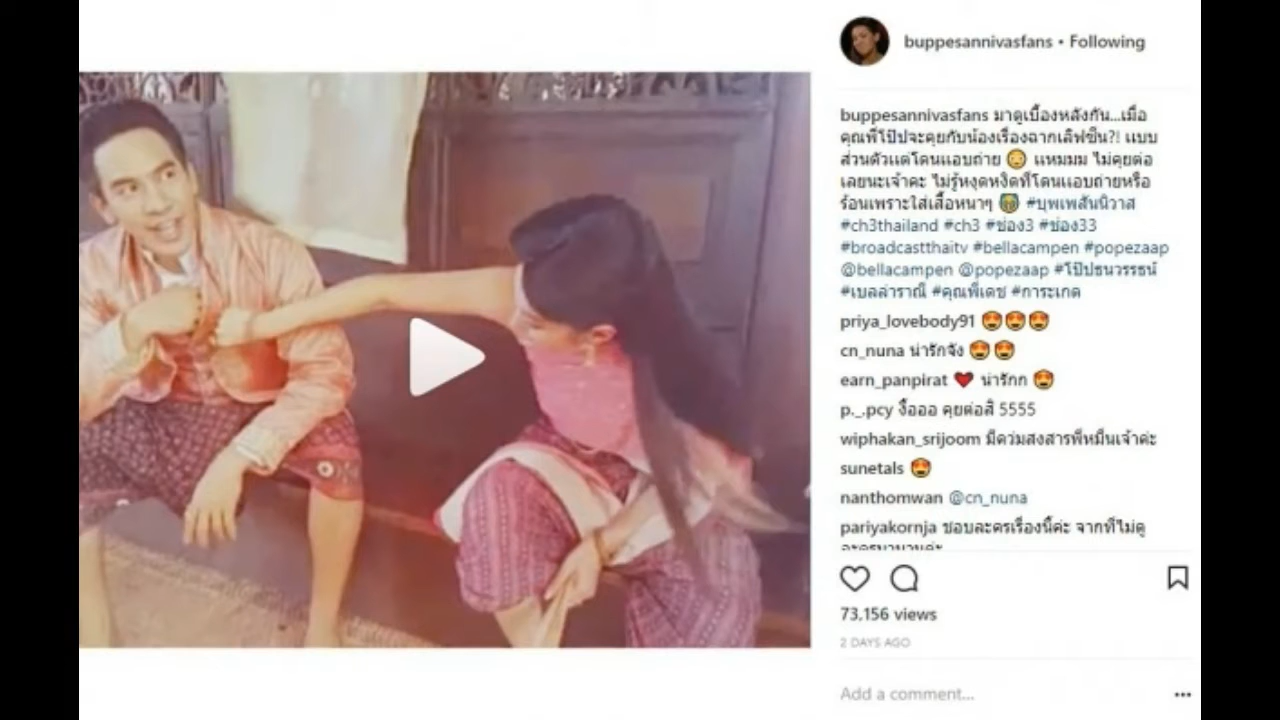 buppesannivasfans • Following
buppesannivasfans มาดูเบื้องหลังกัน...เมื่อ
คุณพี่โป๊ปจะคุยกับน้องเรื่องฉากเลิฟซีน?! แบบ
ส่วนตัวแต่โดนแอบถ่าย 😳 แหมมม ไม่คุยต่อ
เลยนะเจ้าคะ ไม่รู้หงุดหงิดที่โดนแอบถ่ายหรือ
ร้อนเพราะใส่เสื้อหนาๆ 😭 #บุพเพสันนิวาส
#ch3thailand #ch3 #ช่อง3 #ช่อง33
#broadcastthaitv #bellacampen #popezaap
@bellacampen @popezaap #โป๊ปธนวรรธน์
#เบลล่าราณี #คุณพี่เดช #การะเกด
priya_lovebody91 😍😍😍
cn_nuna น่ารักจัง 😍😍
earn_panpirat ❤️ น่ารักก 😍
p._.pcy งื้อออ คุยต่อสิ 5555
wiphakan_srijoom มีคว่มสงสารพี่หมื่นเจ้าค่ะ
sunetals 😍
nanthomwan @cn_nuna
pariyakornja ชอบละครเรื่องนี้ค่ะ จากที่ไม่ดู
73,156 views
2 DAYS AGO
Add a comment...